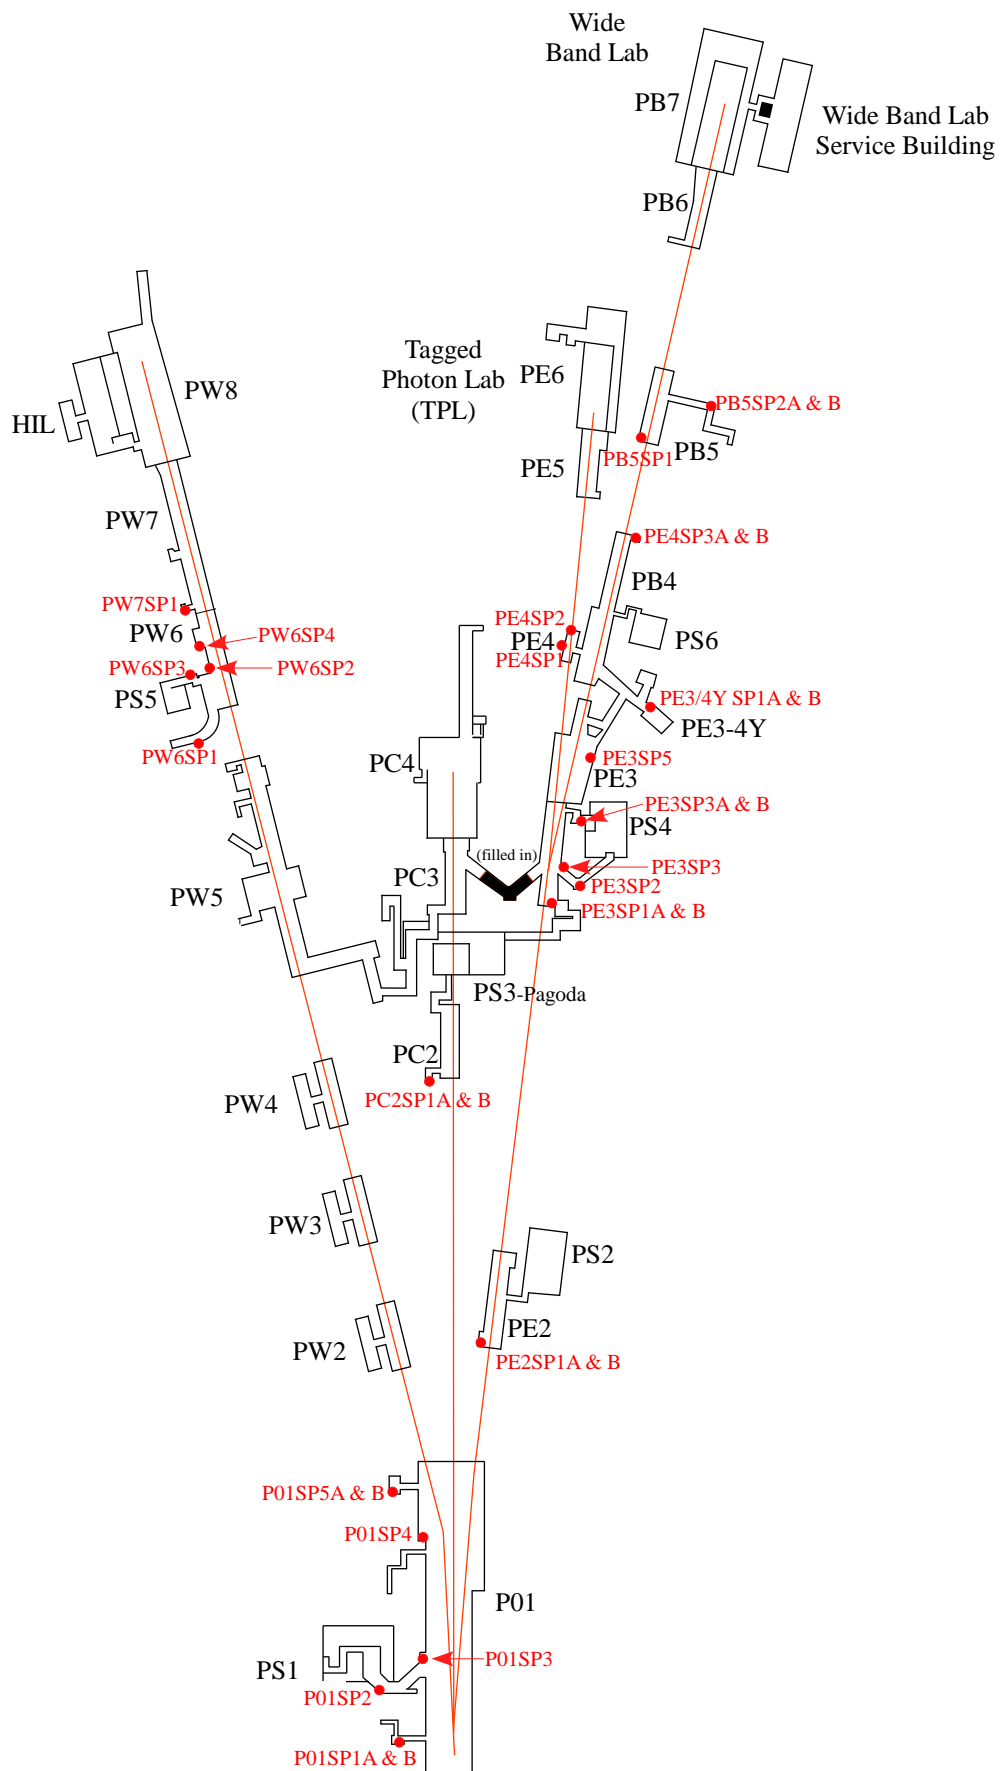 Wide
Band Lab
PB7
Wide Band Lab
Service Building
PB6
Tagged
Photon Lab
(TPL)
PE6
PW8
HIL
PB5SP2A & B
PB5
PB5SP1
PE5
PW7
PE4SP3A & B
PB4
PW7SP1
PW6
PW6SP4
PE4SP2
PE4
PE4SP1
PS6
PW6SP3
PW6SP2
PS5
PE3/4Y SP1A & B
PE3-4Y
PW6SP1
PC4
PE3SP5
PE3
PE3SP3A & B
PS4
(filled in)
PE3SP3
PC3
PE3SP2
PW5
PE3SP1A & B
PS3-Pagoda
PC2
PC2SP1A & B
PW4
PW3
PS2
PE2
PW2
PE2SP1A & B
P01SP5A & B
P01SP4
P01
P01SP3
PS1
P01SP2
P01SP1A & B